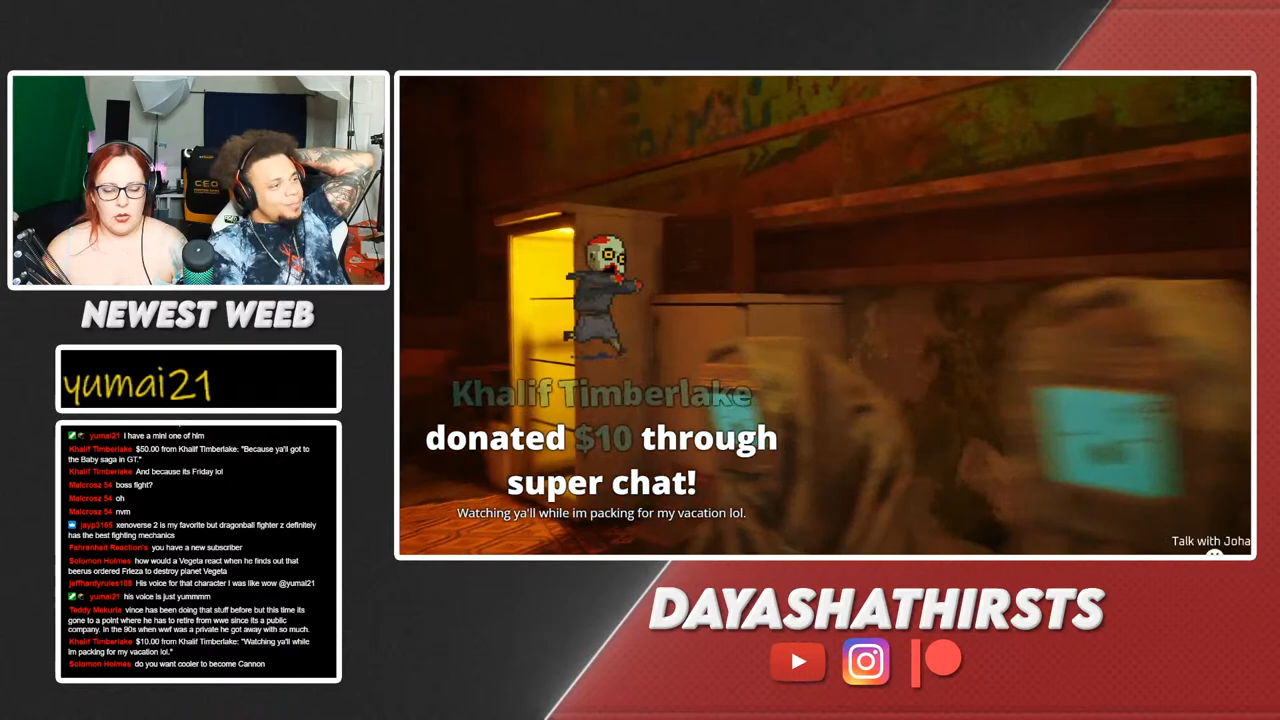 CEO
NEWEST WEEB
yumai21
yumai21 I have a mini one of him
Khalif Timberlake $50.00 from Khalif Timberlake: "Because ya'll got to
the Baby saga in GT."
Khalif Timberlake And because its Friday lol
Malcrosz 54 boss fight?
Malcrosz 54 oh
Malcrosz 54 nvm
jayp3165 xenoverse 2 is my favorite but dragonball fighter z definitely
has the best fighting mechanics
Fahrenheit Reaction's you have a new subscriber
Solomon Holmes how would a Vegeta react when he finds out that
beerus ordered Frieza to destroy planet Vegeta
His voice for that character I was like wow @yumai21
yumai21 his voice is just yummmm
Teddy Mekuria vince has been doing that stuff before but this time its
gone to a point where he has to retire from wwe since its a public
company. In the 90s when wwf was a private he got away with so much.
Khalif Timberlake $10.00 from Khalif Timberlake: "Watching ya'll while
im packing for my vacation lol."
Solomon Holmes do you want cooler to become Cannon
Khalif Timberlake
donated $10 through
super chat!
Watching ya'll while im packing for my vacation lol.
Talk with Joha
DAYASHATHIRSTS